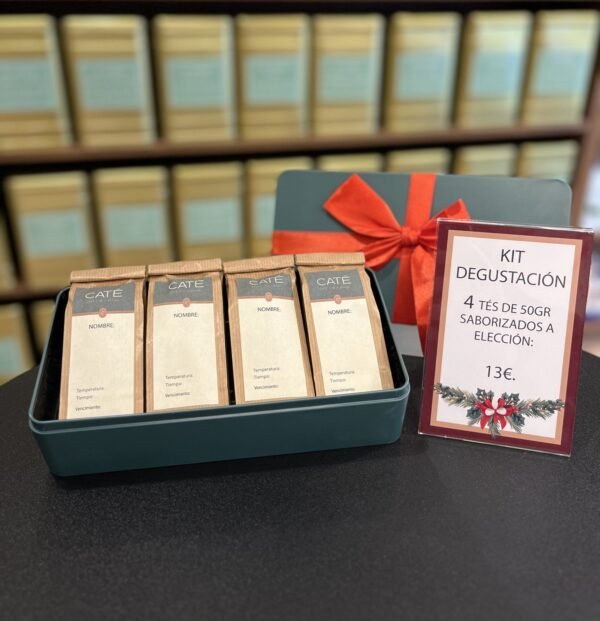 CATÉ
NOMBRE:
Temperatura:
Tiempo:
Vencimiento:
CATÉ
NOMBRE:
Temperatura:
Tiempo:
Vencimiento:
CATÉ
NOMBRE:
Temperatura:
Tiempo:
Vencimiento:
CATÉ
NOMBRE:
Temperatura:
Tiempo:
Vencimiento:
KIT
DEGUSTACIÓN
4 TÉS DE 50GR
SABORIZADOS A
ELECCIÓN:
13€.